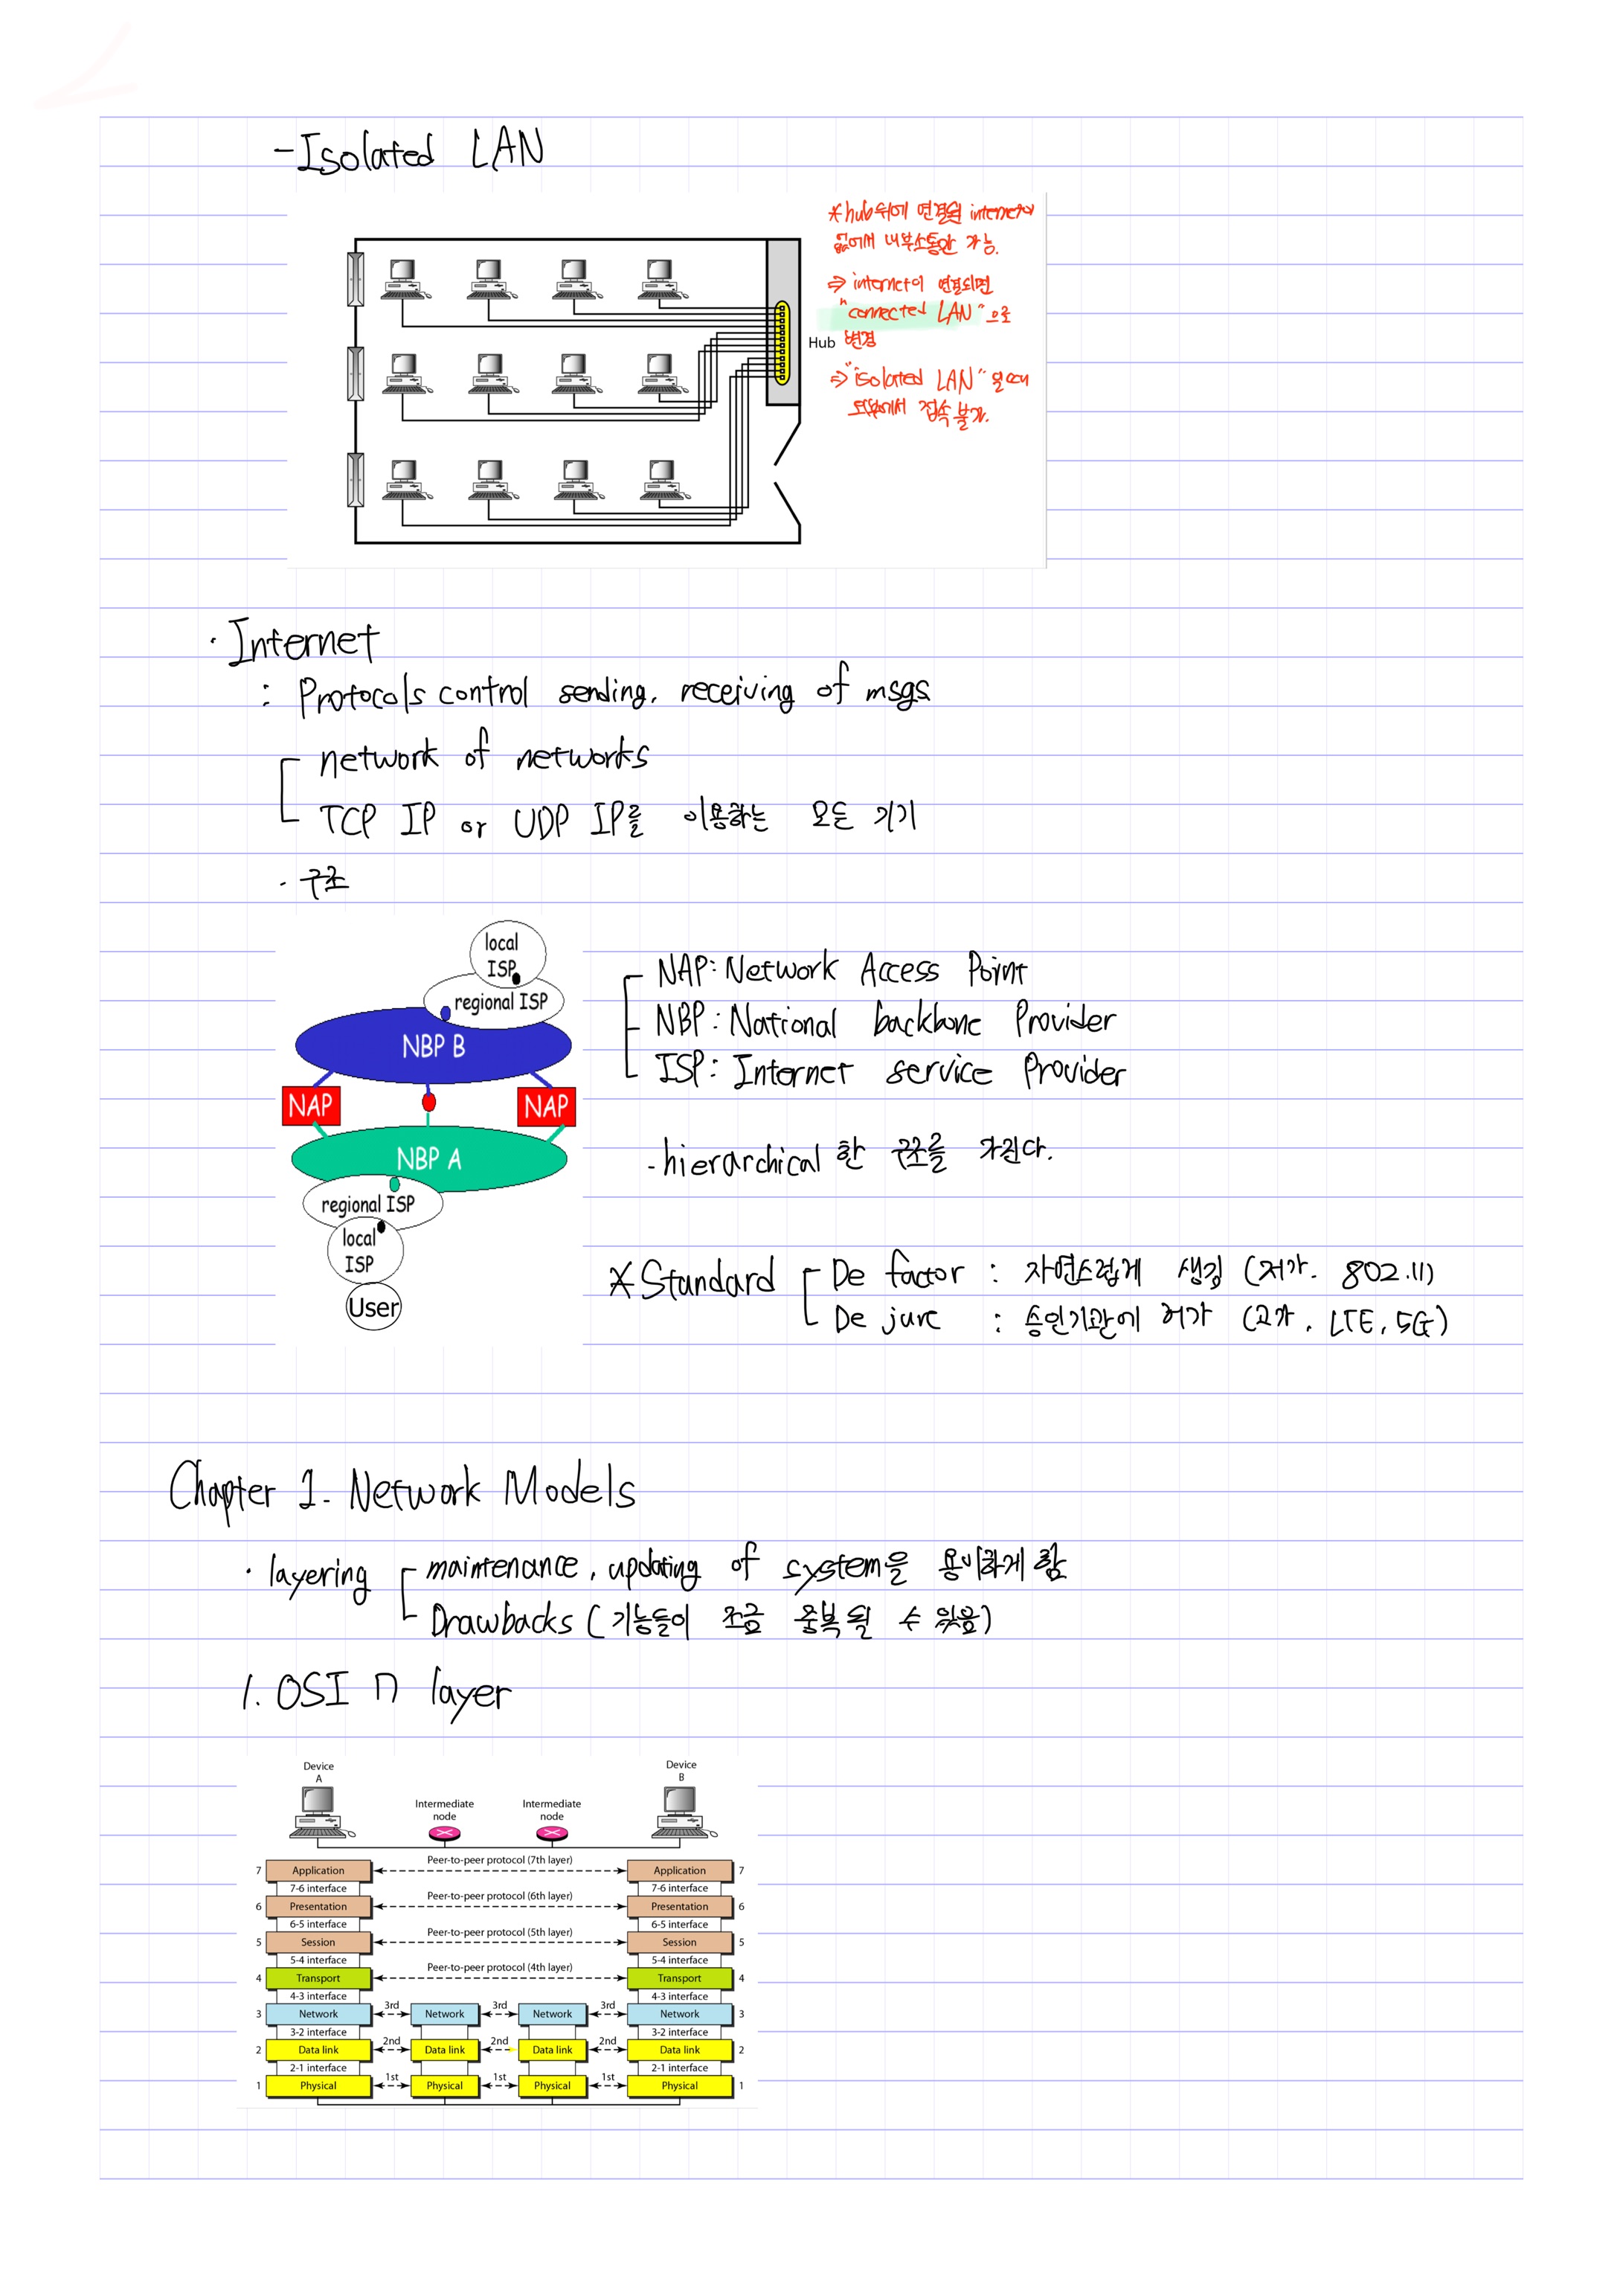 -Isolated LAN
*hub뒤에 연결될 internet이
없어서 내부소통만 가능.
⇒ internet이 연결되면
"connected LAN"으로
변경
⇒ "isolated LAN" 일때
외부에서 접속 불가.
Hub
· Internet
: Protocols control sending, receiving of msgs
network of networks
TCP IP or UDP IP를 이용하는 모든 기기
- 구조
local
ISP
regional ISP
NBP B
NAP
NAP
NBP A
regional ISP
local
ISP
User
NAP: Network Access Point
NBP: National backbone Provider
ISP: Internet service Provider
- hierarchical 한 구조를 가진다.
*Standard
De factor : 자연스럽게 생김 (저가. 802.11)
De jure : 승인기관에 허가 (고가, LTE, 5G)
Chapter 1. Network Models
· layering
maintenance, updating of system을 용이하게 함
Drawbacks (기능들이 조금 중복될 수 있음)
1. OSI 7 layer
Device
A
Device
B
Intermediate
node
Intermediate
node
7 Application Peer-to-peer protocol (7th layer) Application 7
7-6 interface 7-6 interface
6 Presentation Peer-to-peer protocol (6th layer) Presentation 6
6-5 interface 6-5 interface
5 Session Peer-to-peer protocol (5th layer) Session 5
5-4 interface 5-4 interface
4 Transport Peer-to-peer protocol (4th layer) Transport 4
4-3 interface 4-3 interface
3 Network 3rd Network 3rd Network 3rd Network 3
3-2 interface 3-2 interface
2 Data link 2nd Data link 2nd Data link 2nd Data link 2
2-1 interface 2-1 interface
1 Physical 1st Physical 1st Physical 1st Physical 1